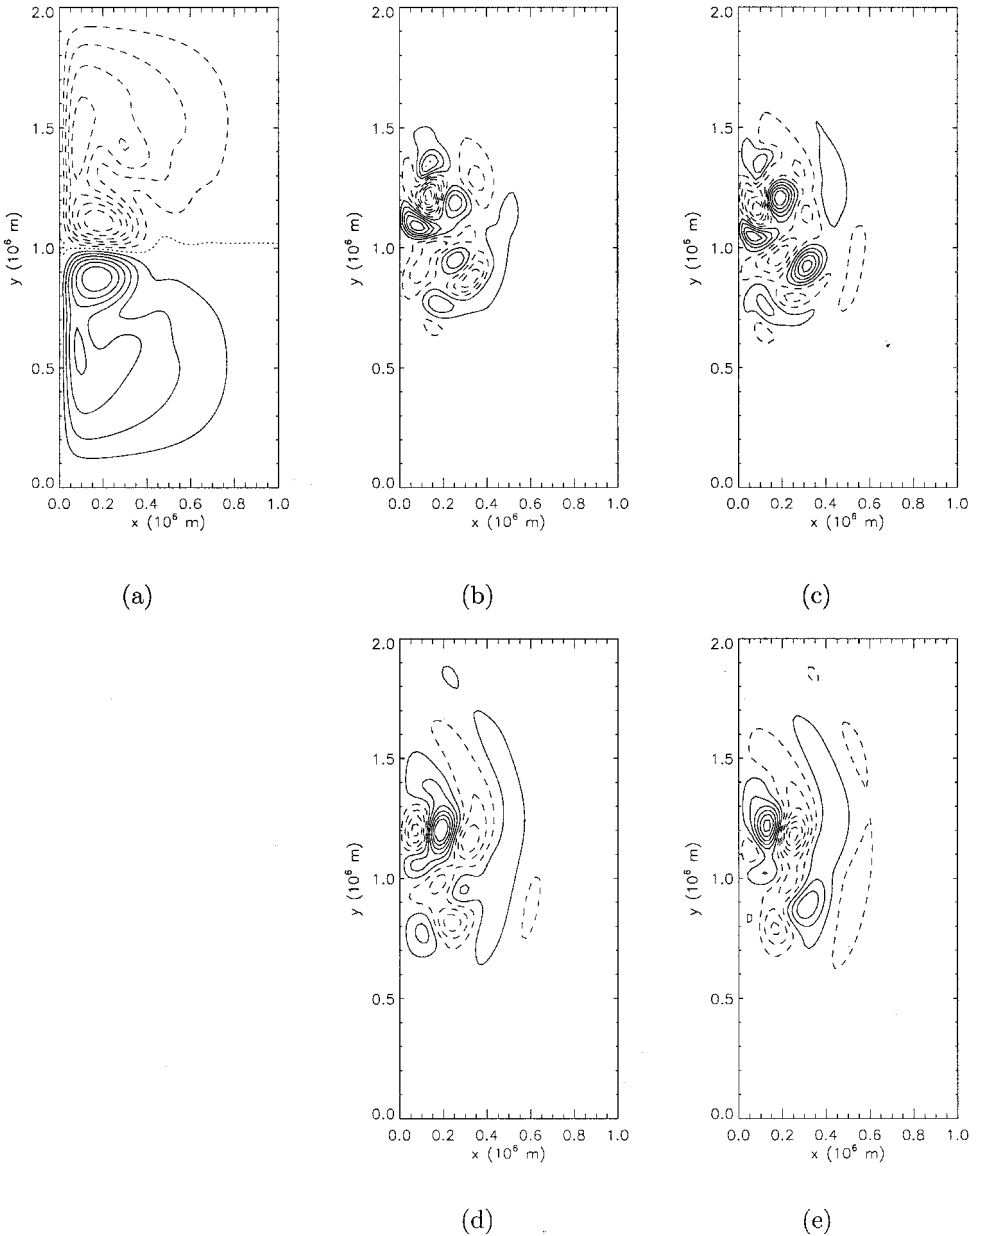 2.0 2.0 2.0
1.5 1.5 1.5
y (10⁶ m) 1.0 y (10⁶ m) 1.0 y (10⁶ m) 1.0
0.5 0.5 0.5
0.0 0.0 0.0
0.0 0.2 0.4 0.6 0.8 1.0 0.0 0.2 0.4 0.6 0.8 1.0 0.0 0.2 0.4 0.6 0.8 1.0
x (10⁶ m) x (10⁶ m) x (10⁶ m)
(a) (b) (c)
2.0 2.0
1.5 1.5
y (10⁶ m) 1.0 y (10⁶ m) 1.0
0.5 0.5
0.0 0.0
0.0 0.2 0.4 0.6 0.8 1.0 0.0 0.2 0.4 0.6 0.8 1.0
x (10⁶ m) x (10⁶ m)
(d) (e)